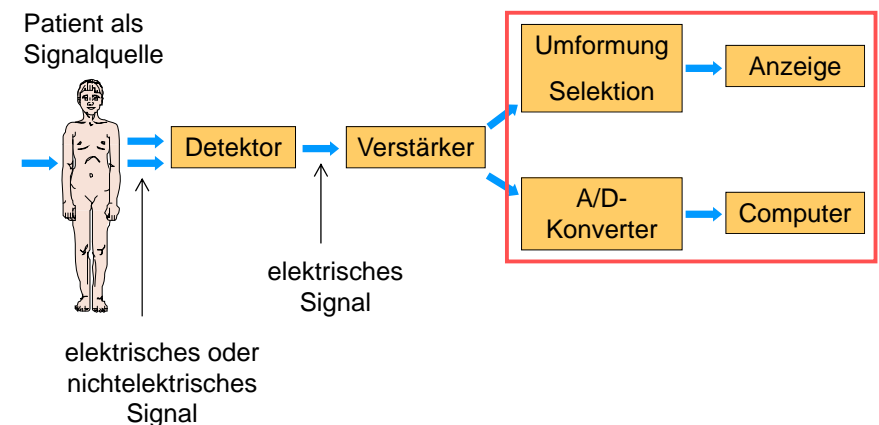 Patient als
Signalquelle
Detektor
Verstärker
Umformung
Selektion
Anzeige
A/D-
Konverter
Computer
elektrisches
Signal
elektrisches oder
nichtelektrisches
Signal